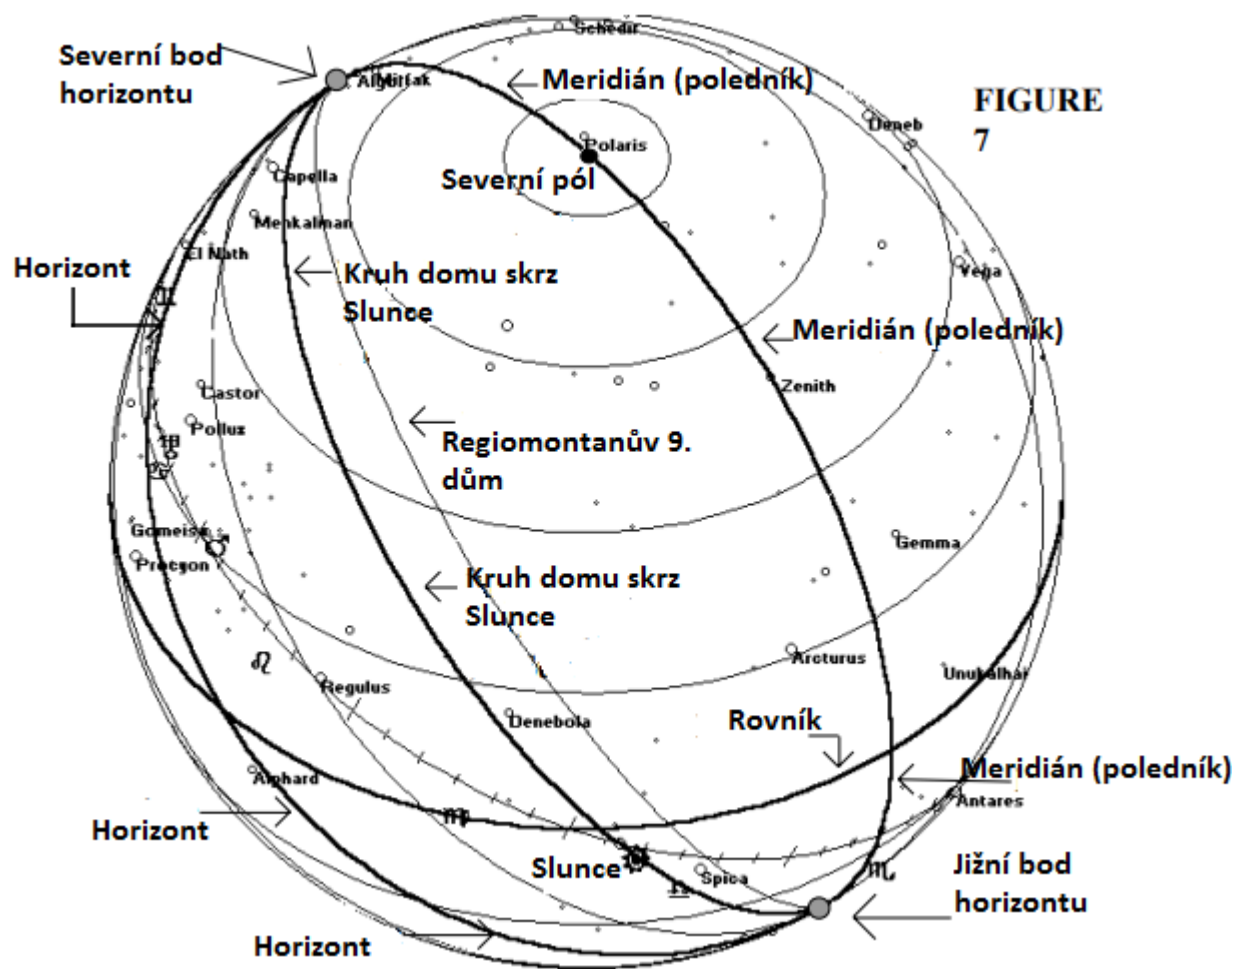 Schedir
Severní bod
horizontu
Meridián (poledník)
FIGURE
7
Deneb
Polaris
Severní pól
Capella
Menkalinan
El Nath
Vega
Horizont
Kruh domu skrz
Slunce
Meridián (poledník)
Zenith
Castor
Pollux
Regiomontanův 9.
dům
Gomeisa
Procyon
Gemma
Kruh domu skrz
Slunce
Arcturus
Unukalhai
Regulus
Denebola
Rovník
Alphard
Meridián (poledník)
Antares
Horizont
Slunce
Spica
Jižní bod
horizontu
Horizont